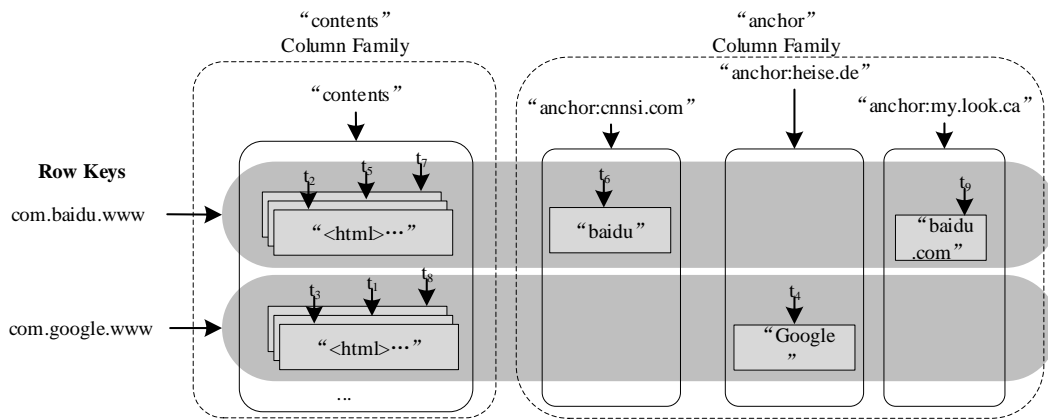 “contents”
Column Family
“anchor”
Column Family
“contents”
“anchor:cnnsi.com”
“anchor:heise.de”
“anchor:my.look.ca”
Row Keys
com.baidu.www
t2
t5
t7
“<html>···”
t6
“baidu”
t9
“baidu
.com”
com.google.www
t3
t1
t8
“<html>···”
t4
“Google
”
...